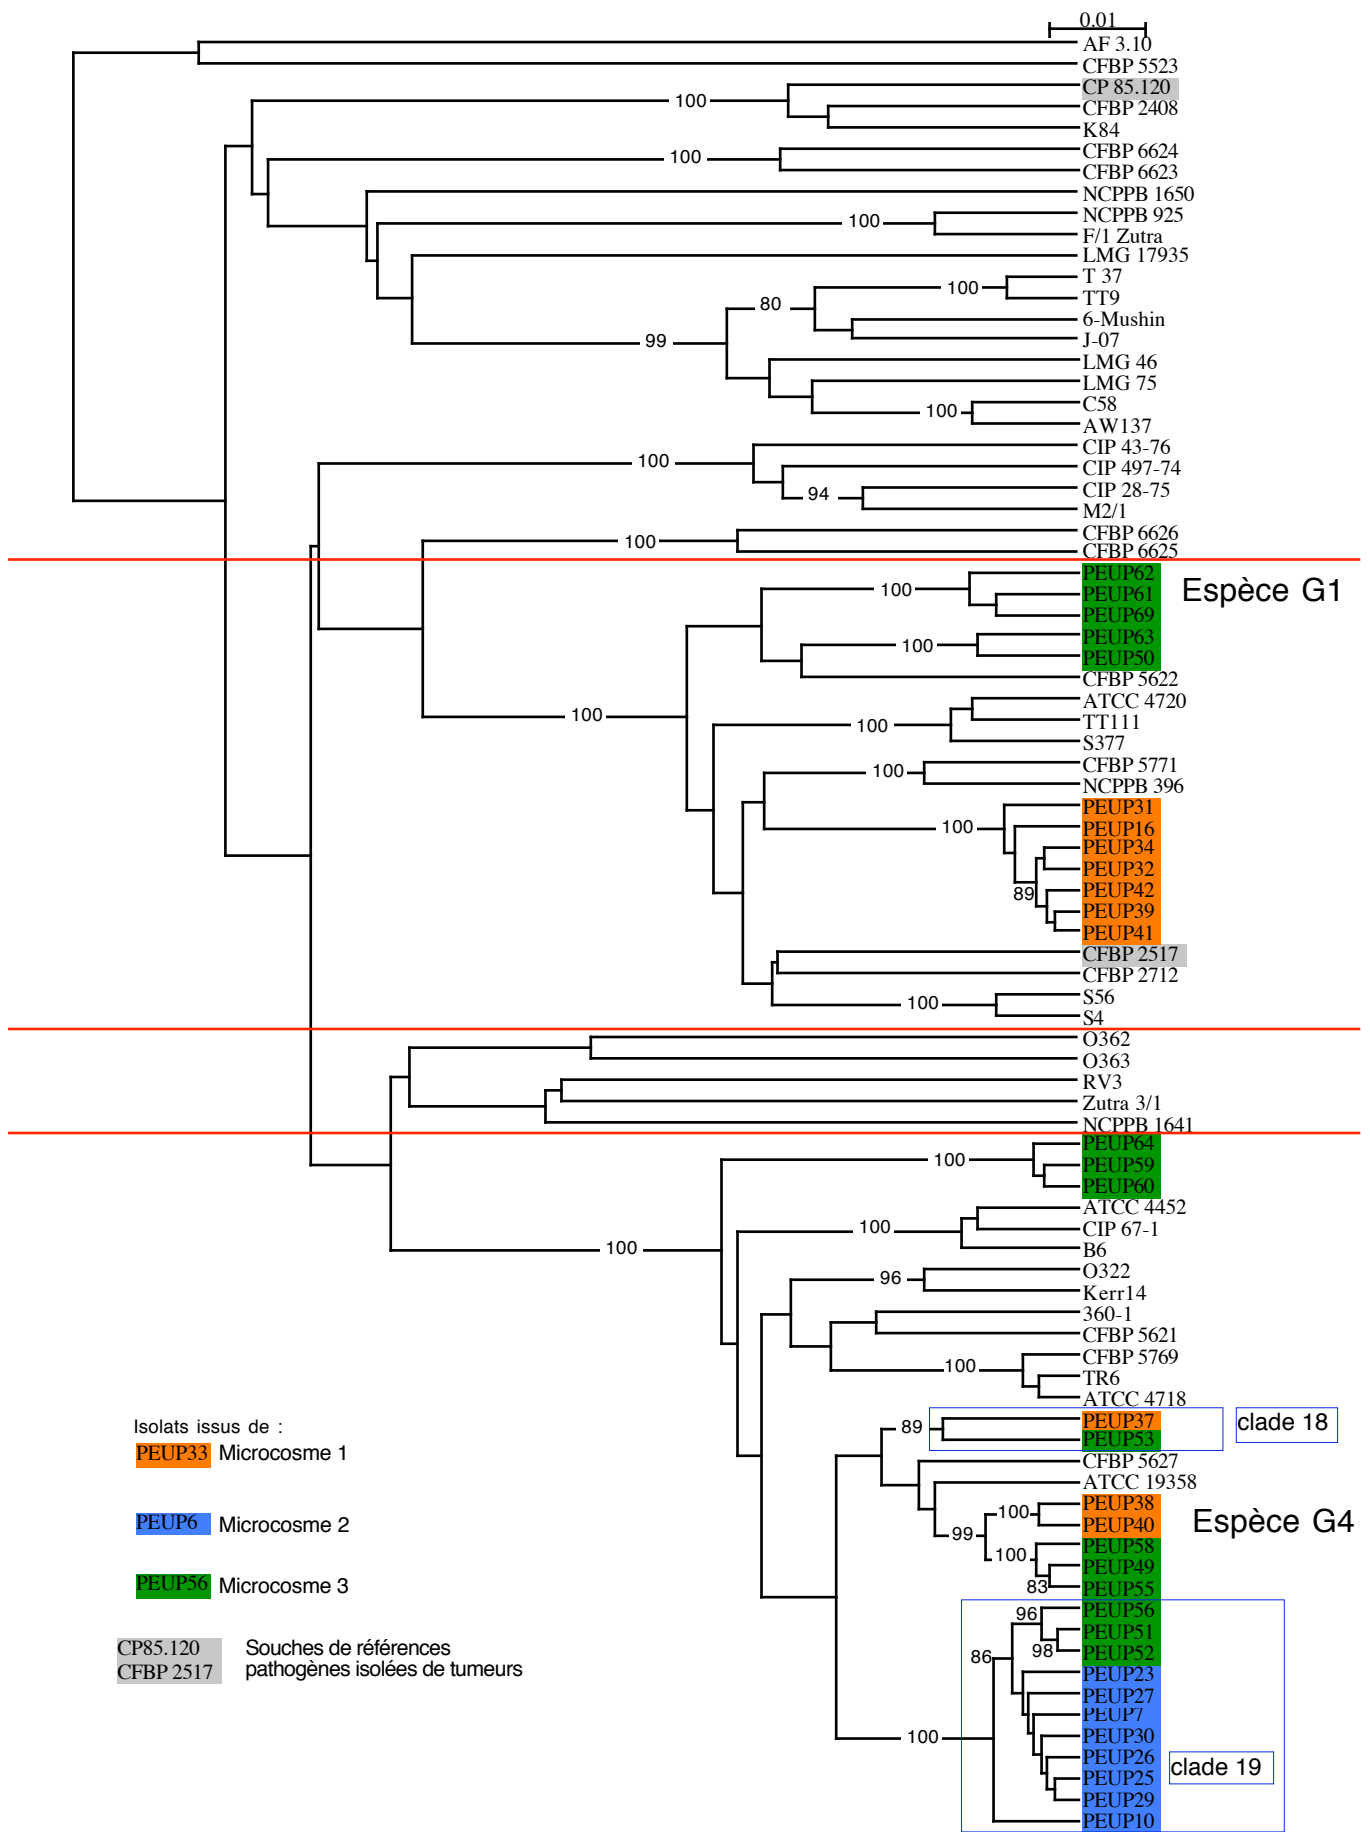 0.01
AF 3.10
CFBP 5523
CP 85.120
100
CFBP 2408
K84
CFBP 6624
100
CFBP 6623
NCPPB 1650
NCPPB 925
100
F/1 Zutra
LMG 17935
T 37
100
TT9
80
6-Mushin
J-07
99
LMG 46
LMG 75
C58
100
AW137
CIP 43-76
100
CIP 497-74
CIP 28-75
94
M2/1
CFBP 6626
100
CFBP 6625
PEUP62
Espèce G1
100
PEUP61
PEUP69
PEUP63
100
PEUP50
CFBP 5622
ATCC 4720
100
TT111
100
S377
CFBP 5771
100
NCPPB 396
PEUP31
PEUP16
100
PEUP34
PEUP32
PEUP42
89
PEUP39
PEUP41
CFBP 2517
CFBP 2712
S56
100
S4
O362
O363
RV3
Zutra 3/1
NCPPB 1641
PEUP64
100
PEUP59
PEUP60
ATCC 4452
100
CIP 67-1
100
B6
O322
96
Kerr14
360-1
CFBP 5621
CFBP 5769
100
TR6
ATCC 4718
PEUP37
clade 18
89
PEUP53
CFBP 5627
ATCC 19358
PEUP38
100
PEUP40
Espèce G4
99
PEUP58
100
PEUP49
83
PEUP55
PEUP56
96
PEUP51
98
PEUP52
86
PEUP23
PEUP27
PEUP7
PEUP30
100
PEUP26
clade 19
PEUP25
PEUP29
PEUP10
Isolats issus de :
PEUP33 Microcosme 1
PEUP6 Microcosme 2
PEUP56 Microcosme 3
CP85.120 Souches de références
CFBP 2517 pathogènes isolées de tumeurs